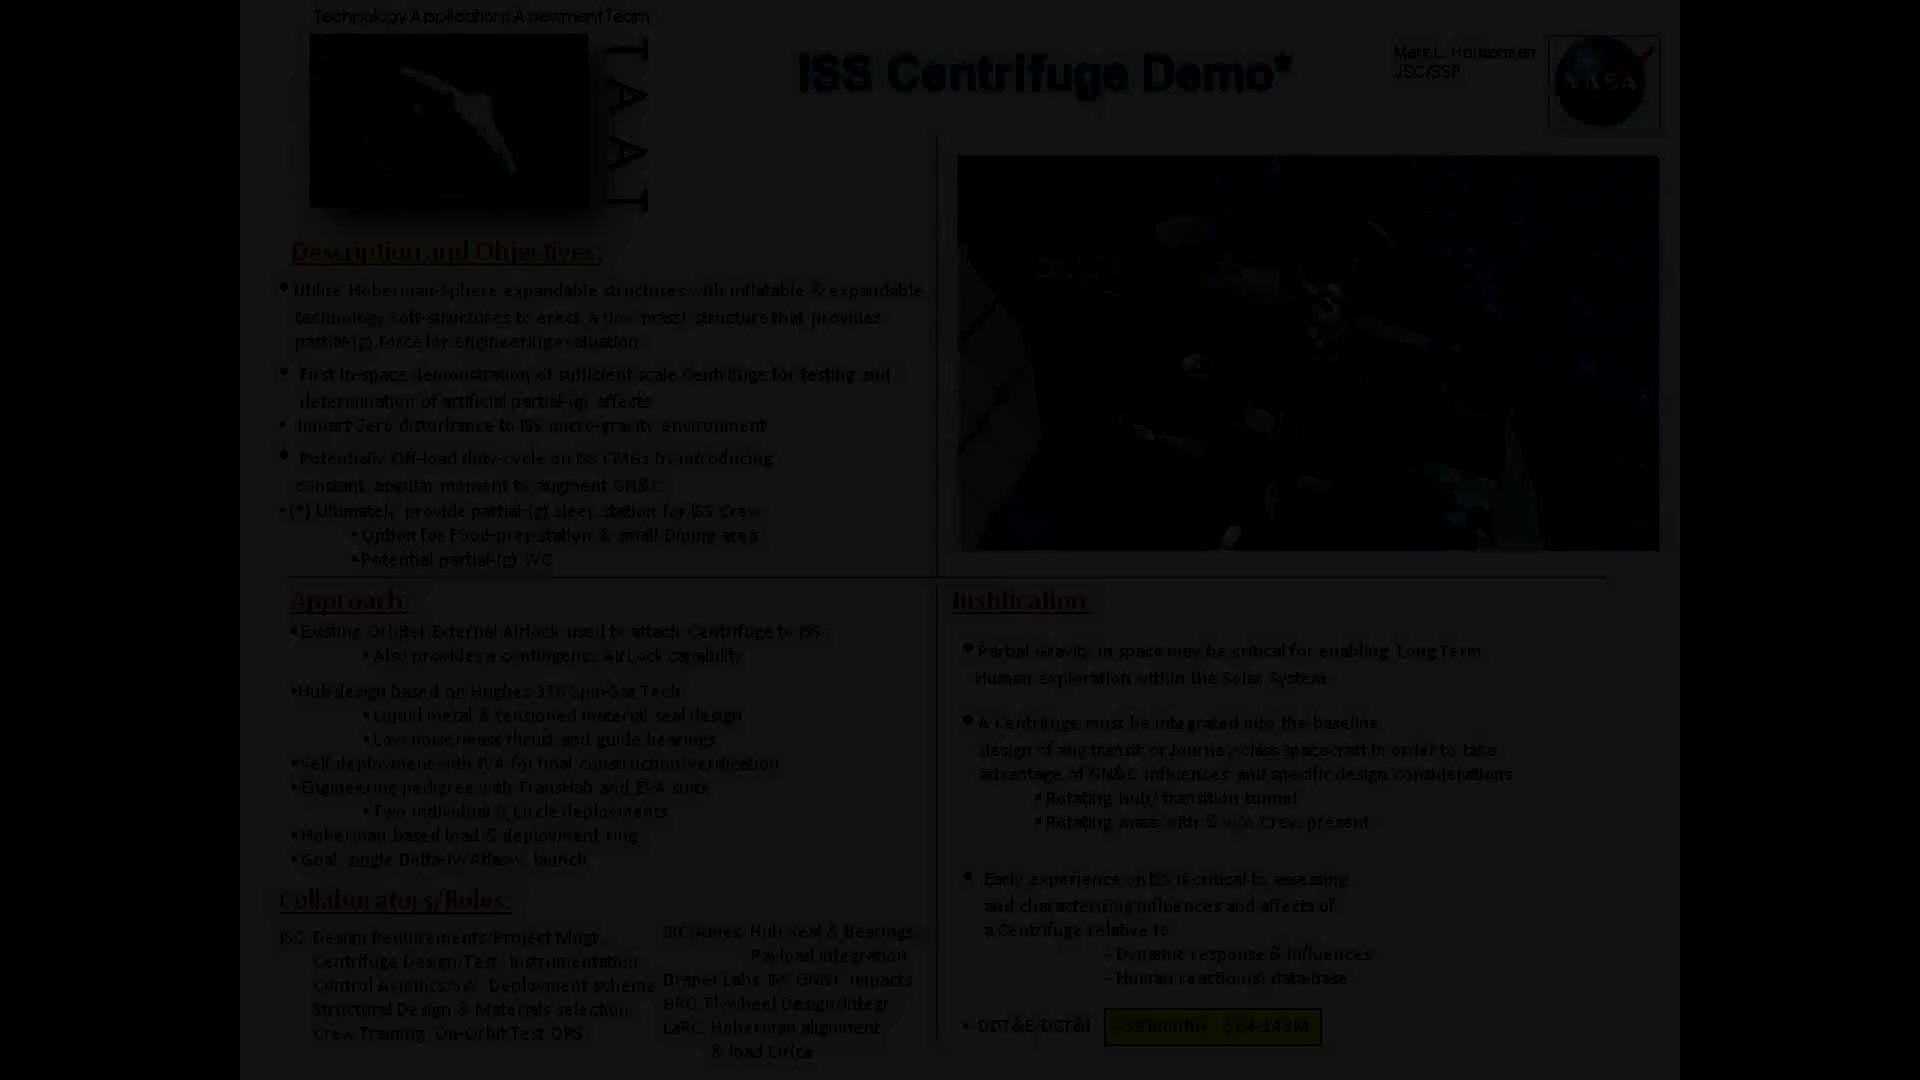 Technology Applications Assessment Team
T A A T
ISS Centrifuge Demo*
Mark L. Holderman
JSC/SSP
NASA
Description and Objectives:
• Utilize Hoberman-Sphere expandable structures with inflatable & expandable
technology soft-structures to erect a (low mass) structure that provides
partial-(g) force for engineering evaluation
• First in-space demonstration of sufficient scale Centrifuge for testing and
determination of artificial partial-(g) affects
• Impart Zero disturbance to ISS micro-gravity environment
• Potentially Off-load duty-cycle on ISS CMGs by introducing
constant angular moment to augment GN&C
• (*) Ultimately provide partial-(g) sleep station for ISS Crew
• Option for Food-prep station & small Dining area
• Potential partial-(g) WC
Approach:
• Existing Orbiter External Airlock used to attach Centrifuge to ISS
• Also provides a contingency AirLock capability
• Hub design based on Hughes 376 Spin-Sat Tech
• Liquid metal & tensioned material seal design
• Low noise/mass thrust and guide bearings
• Self deployment with IVA for final construction/verification
• Engineering pedigree with TransHab and EVA suits
• Two individual ½ Circle deployments
• Hoberman based load & deployment ring
• Goal: single Delta-IV/Atlas-V launch
Collaborators/Roles:
JSC: Design Requirements/Project Mngt
Centrifuge Design/Test Instrumentation
Control Avionics/SW Deployment scheme
Structural Design & Materials selection
Crew Training On-Orbit Test OPS
IRC/Ames: Hub Seal & Bearings
Payload integration
Draper Labs: ISS GN&C impacts
GRC: Flywheel Design/integr
LaRC: Hoberman alignment
& load
Justification:
• Partial Gravity in space may be critical for enabling Long Term
Human exploration within the Solar System
• A Centrifuge must be integrated into the baseline
design of any transit or Journey-class spacecraft in order to take
advantage of GN&C influences and specific design considerations
• Rotating hub/transition tunnel
• Rotating mass with & w/o Crew present
• Early experience on ISS is critical to assessing
and characterizing influences and affects of
a Centrifuge relative to:
- Dynamic response & Influences
- Human reaction(s) data-base
• DDT&E/DCT&I